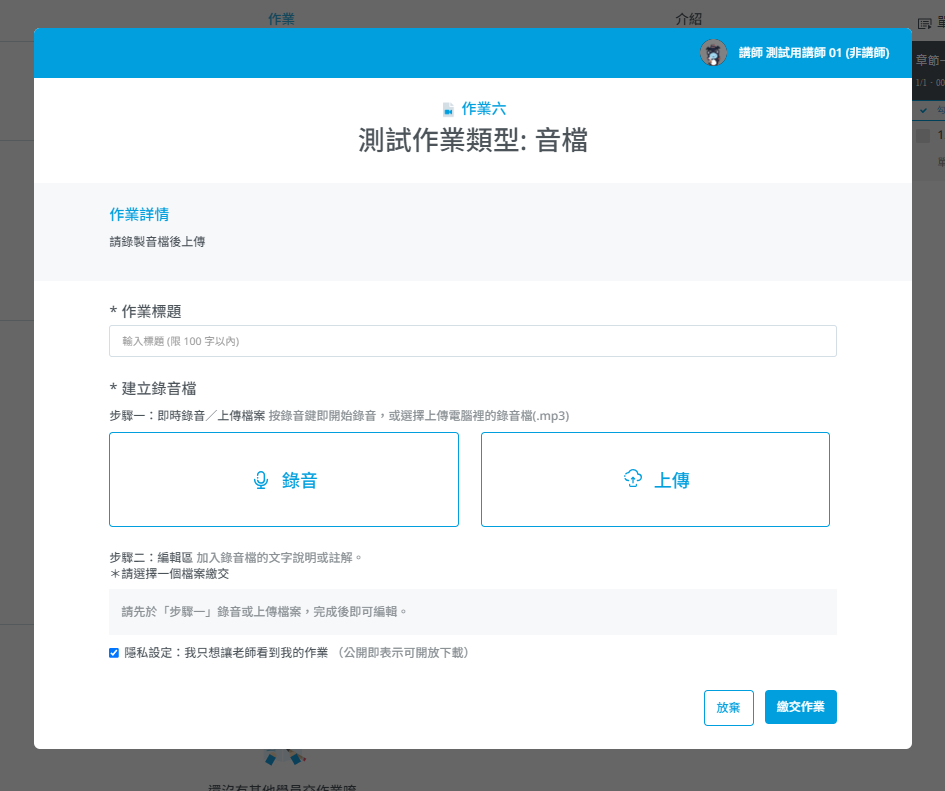 作業
介紹
講師 測試用講師 01 (非講師)
章節一
1/1
作業六
測試作業類型: 音檔
作業詳情
請錄製音檔後上傳
* 作業標題
輸入標題 (限 100 字以內)
* 建立錄音檔
步驟一：即時錄音／上傳檔案 按錄音鍵即開始錄音，或選擇上傳電腦裡的錄音檔(.mp3)
錄音
上傳
步驟二：編輯區 加入錄音檔的文字說明或註解。
＊請選擇一個檔案繳交
請先於「步驟一」錄音或上傳檔案，完成後即可編輯。
隱私設定：我只想讓老師看到我的作業 （公開即表示可開放下載）
放棄
繳交作業
還沒有其他學員交作業唷